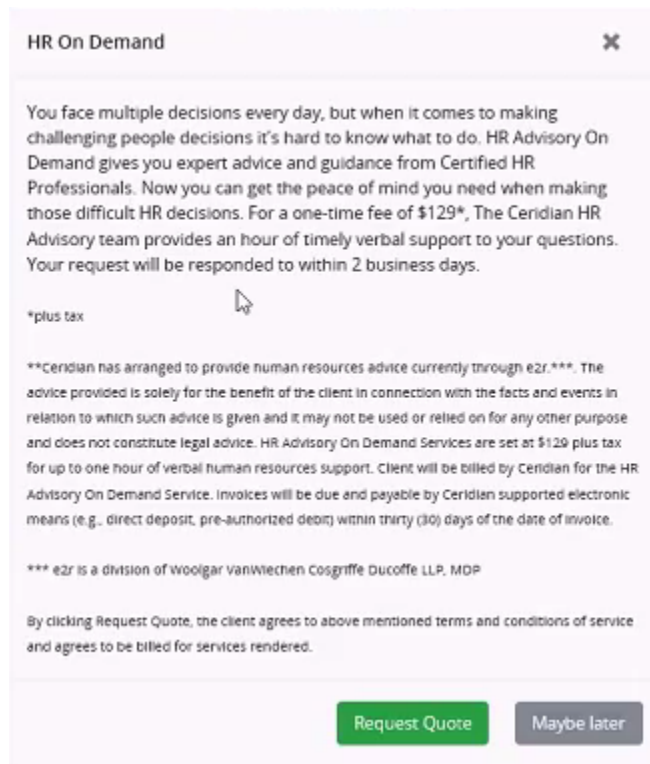 HR On Demand
You face multiple decisions every day, but when it comes to making
challenging people decisions it's hard to know what to do. HR Advisory On
Demand gives you expert advice and guidance from Certified HR
Professionals. Now you can get the peace of mind you need when making
those difficult HR decisions. For a one-time fee of $129*, The Ceridian HR
Advisory team provides an hour of timely verbal support to your questions.
Your request will be responded to within 2 business days.
*plus tax
**Ceridian has arranged to provide human resources advice currently through e2r.***. The
advice provided is solely for the benefit of the client in connection with the facts and events in
relation to which such advice is given and it may not be used or relied on for any other purpose
and does not constitute legal advice. HR Advisory On Demand Services are set at $129 plus tax
for up to one hour of verbal human resources support. Client will be billed by Ceridian for the HR
Advisory On Demand Service. Invoices will be due and payable by Ceridian supported electronic
means (e.g., direct deposit, pre-authorized debit) within thirty (30) days of the date of invoice.
*** e2r is a division of Woolgar VanWiechen Cosgriffe Ducoffe LLP, MDP
By clicking Request Quote, the client agrees to above mentioned terms and conditions of service
and agrees to be billed for services rendered.
Request Quote
Maybe later